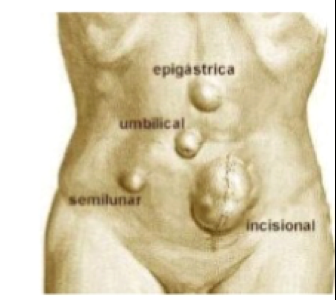 epigástrica
umbilical
semilunar
incisional